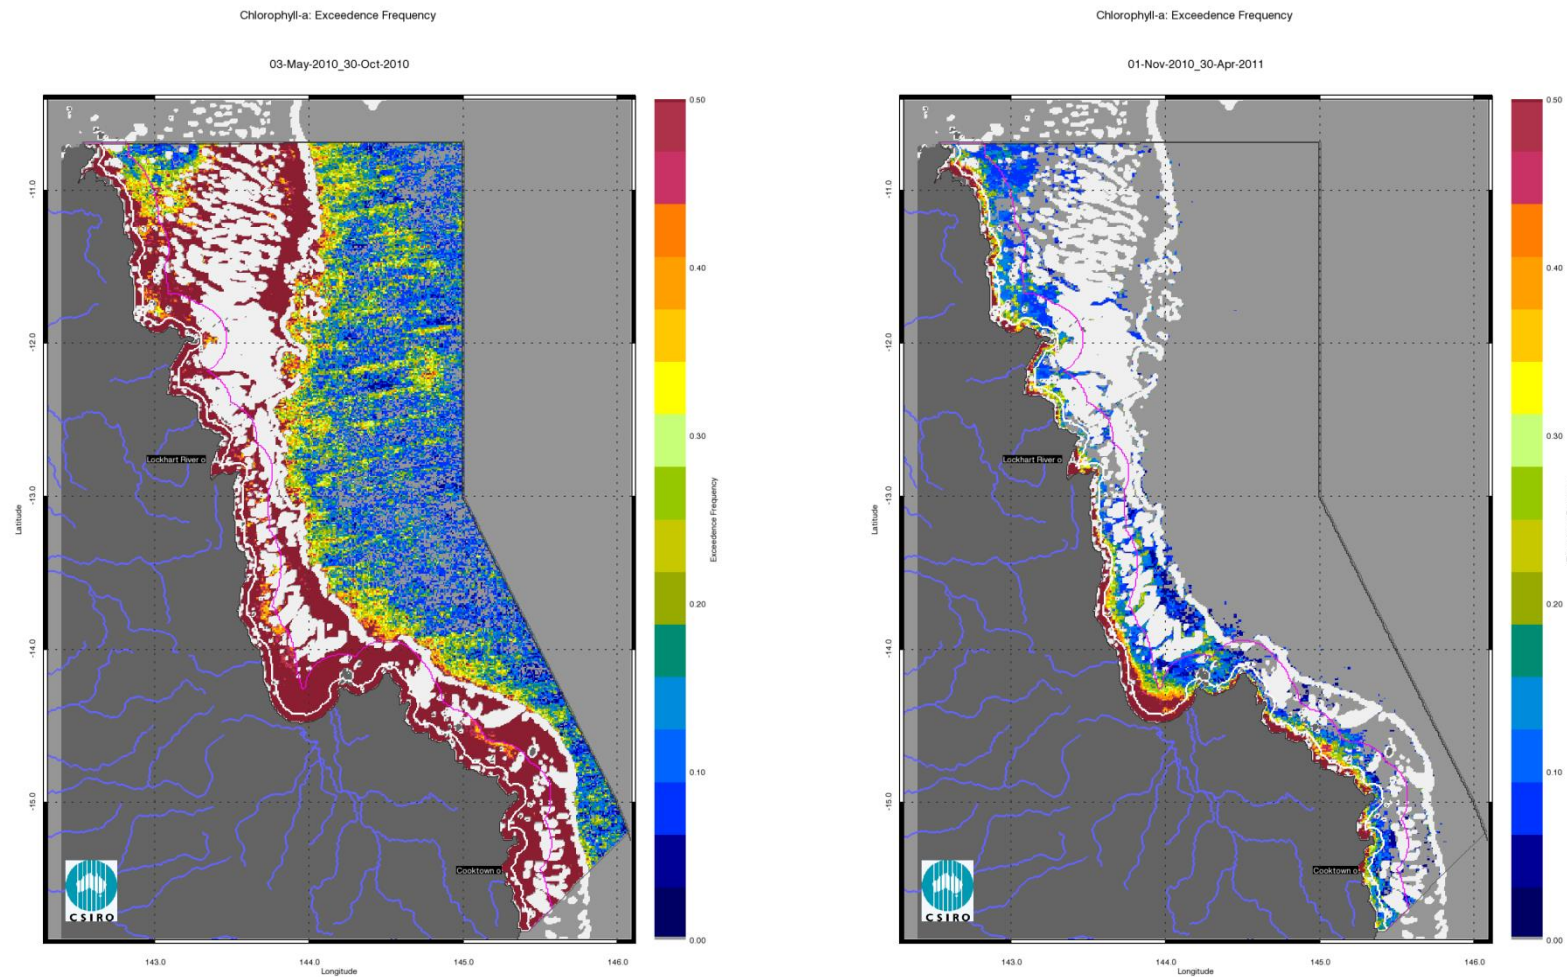 Chlorophyll-a: Exceedence Frequency
03-May-2010_30-Oct-2010
0.50
0.40
0.30
0.20
0.10
0.00
Exceedence Frequency
-11.0
-12.0
-13.0
-14.0
-15.0
Latitude
Lockhart River o
Cooktown o
CSIRO
143.0 144.0 145.0 146.0
Longitude
Chlorophyll-a: Exceedence Frequency
01-Nov-2010_30-Apr-2011
0.50
0.40
0.30
0.20
0.10
0.00
-11.0
-12.0
-13.0
-14.0
-15.0
Latitude
Lockhart River o
Cooktown o
CSIRO
143.0 144.0 145.0 146.0
Longitude